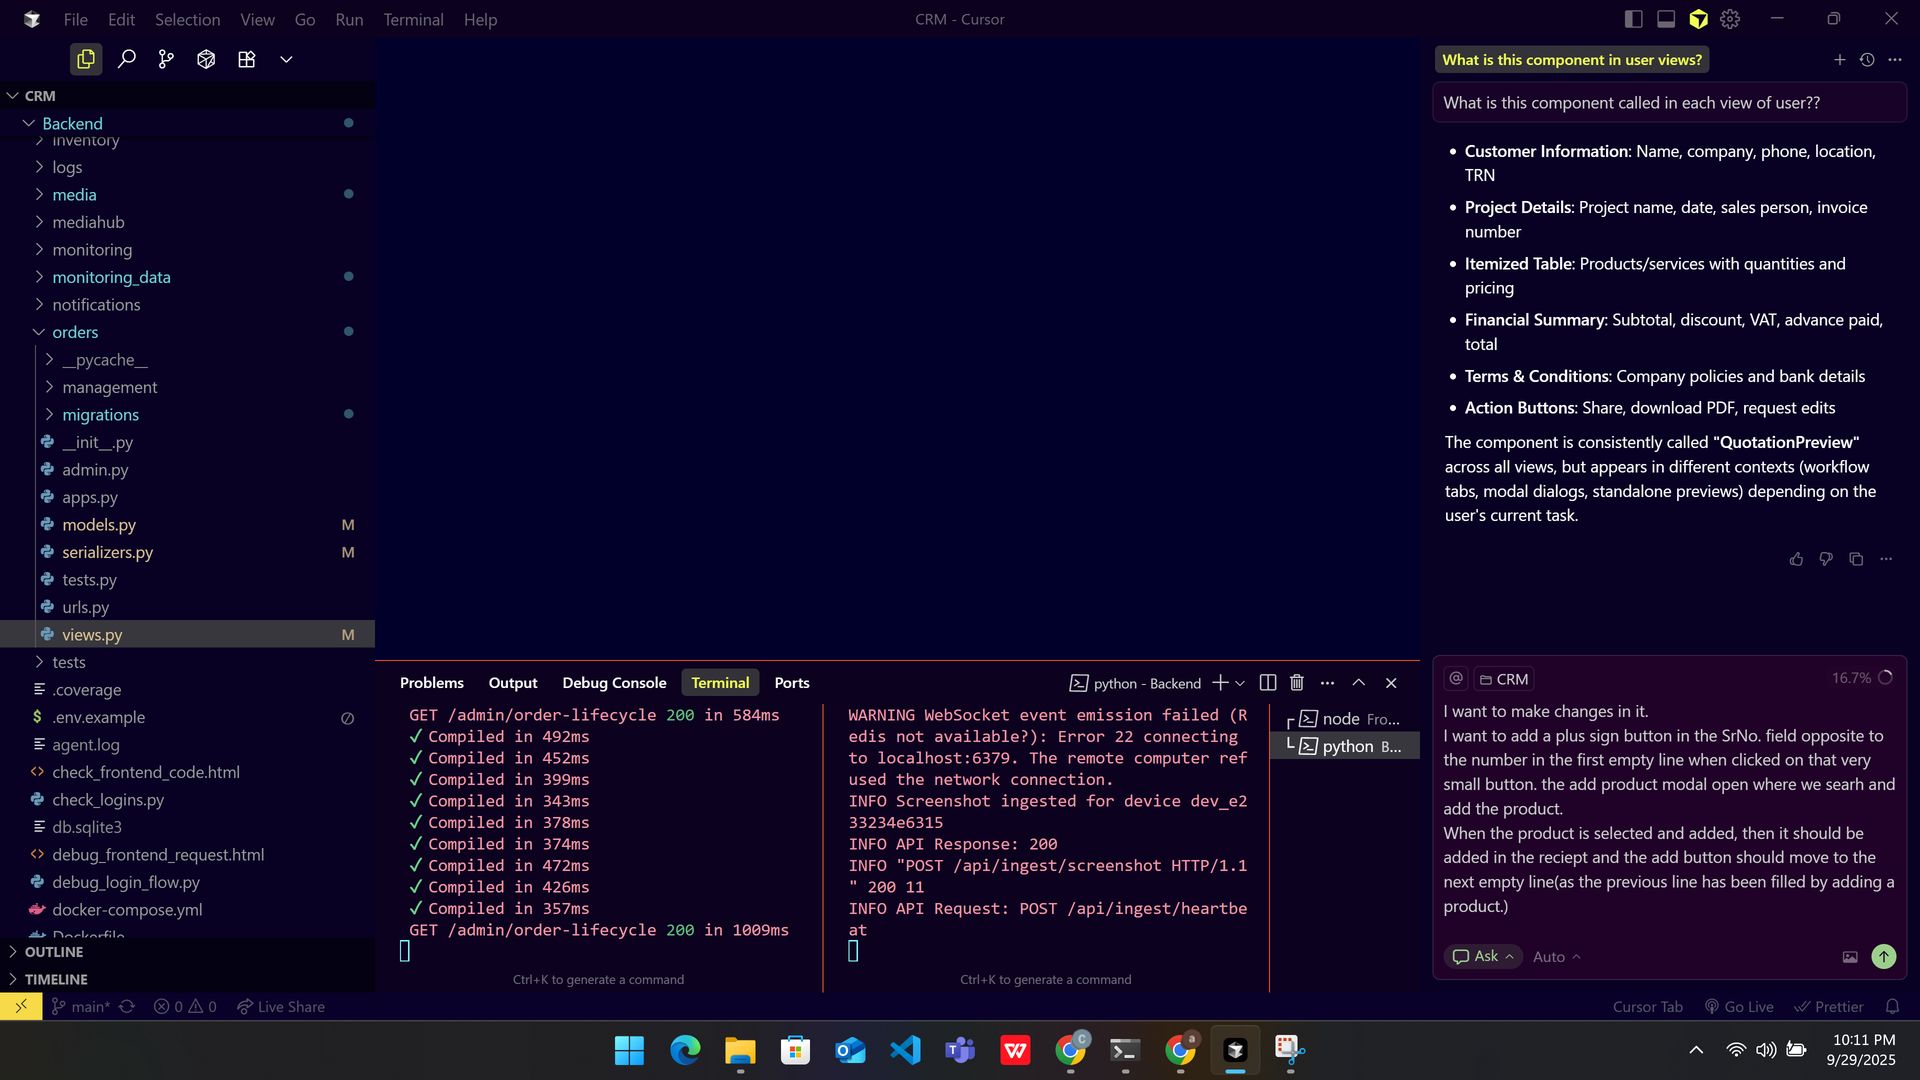 File Edit Selection View Go Run Terminal Help
CRM - Cursor
CRM
Backend
inventory
logs
media
mediahub
monitoring
monitoring_data
notifications
orders
__pycache__
management
migrations
__init__.py
admin.py
apps.py
models.py M
serializers.py M
tests.py
urls.py
views.py M
tests
.coverage
.env.example
agent.log
check_frontend_code.html
check_logins.py
db.sqlite3
debug_frontend_request.html
debug_login_flow.py
docker-compose.yml
Dockerfile
OUTLINE
TIMELINE
Problems Output Debug Console Terminal Ports
python - Backend
GET /admin/order-lifecycle 200 in 584ms
✓ Compiled in 492ms
✓ Compiled in 452ms
✓ Compiled in 399ms
✓ Compiled in 343ms
✓ Compiled in 378ms
✓ Compiled in 374ms
✓ Compiled in 472ms
✓ Compiled in 426ms
✓ Compiled in 357ms
GET /admin/order-lifecycle 200 in 1009ms
Ctrl+K to generate a command
WARNING WebSocket event emission failed (R
edis not available?): Error 22 connecting
to localhost:6379. The remote computer ref
used the network connection.
INFO Screenshot ingested for device dev_e2
33234e6315
INFO API Response: 200
INFO "POST /api/ingest/screenshot HTTP/1.1
" 200 11
INFO API Request: POST /api/ingest/heartbe
at
Ctrl+K to generate a command
node Fro...
python B...
What is this component in user views?
What is this component called in each view of user??
• Customer Information: Name, company, phone, location,
TRN
• Project Details: Project name, date, sales person, invoice
number
• Itemized Table: Products/services with quantities and
pricing
• Financial Summary: Subtotal, discount, VAT, advance paid,
total
• Terms & Conditions: Company policies and bank details
• Action Buttons: Share, download PDF, request edits
The component is consistently called "QuotationPreview"
across all views, but appears in different contexts (workflow
tabs, modal dialogs, standalone previews) depending on the
user's current task.
@ CRM 16.7%
I want to make changes in it.
I want to add a plus sign button in the SrNo. field opposite to
the number in the first empty line when clicked on that very
small button. the add product modal open where we searh and
add the product.
When the product is selected and added, then it should be
added in the reciept and the add button should move to the
next empty line(as the previous line has been filled by adding a
product.)
Ask Auto
main* 0 0 Live Share
Cursor Tab Go Live Prettier
10:11 PM
9/29/2025